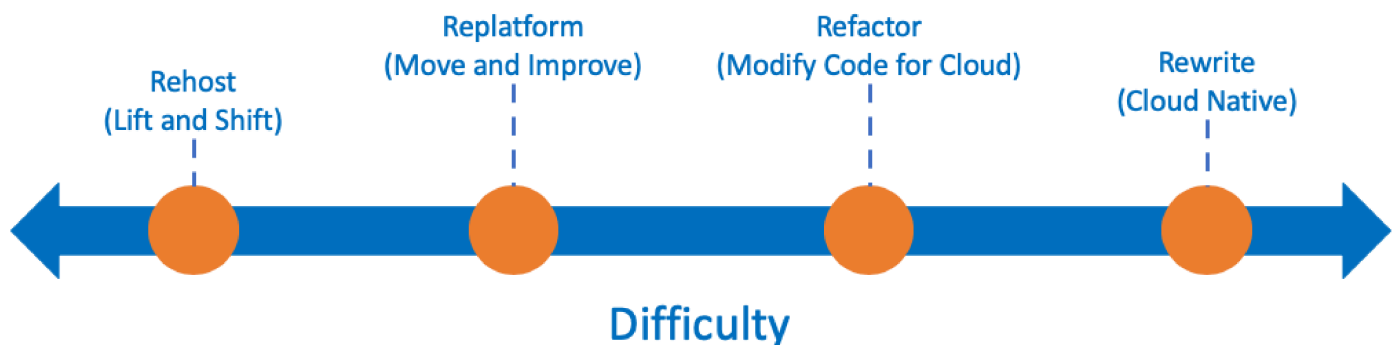 Rehost
(Lift and Shift)
Replatform
(Move and Improve)
Refactor
(Modify Code for Cloud)
Rewrite
(Cloud Native)
Difficulty